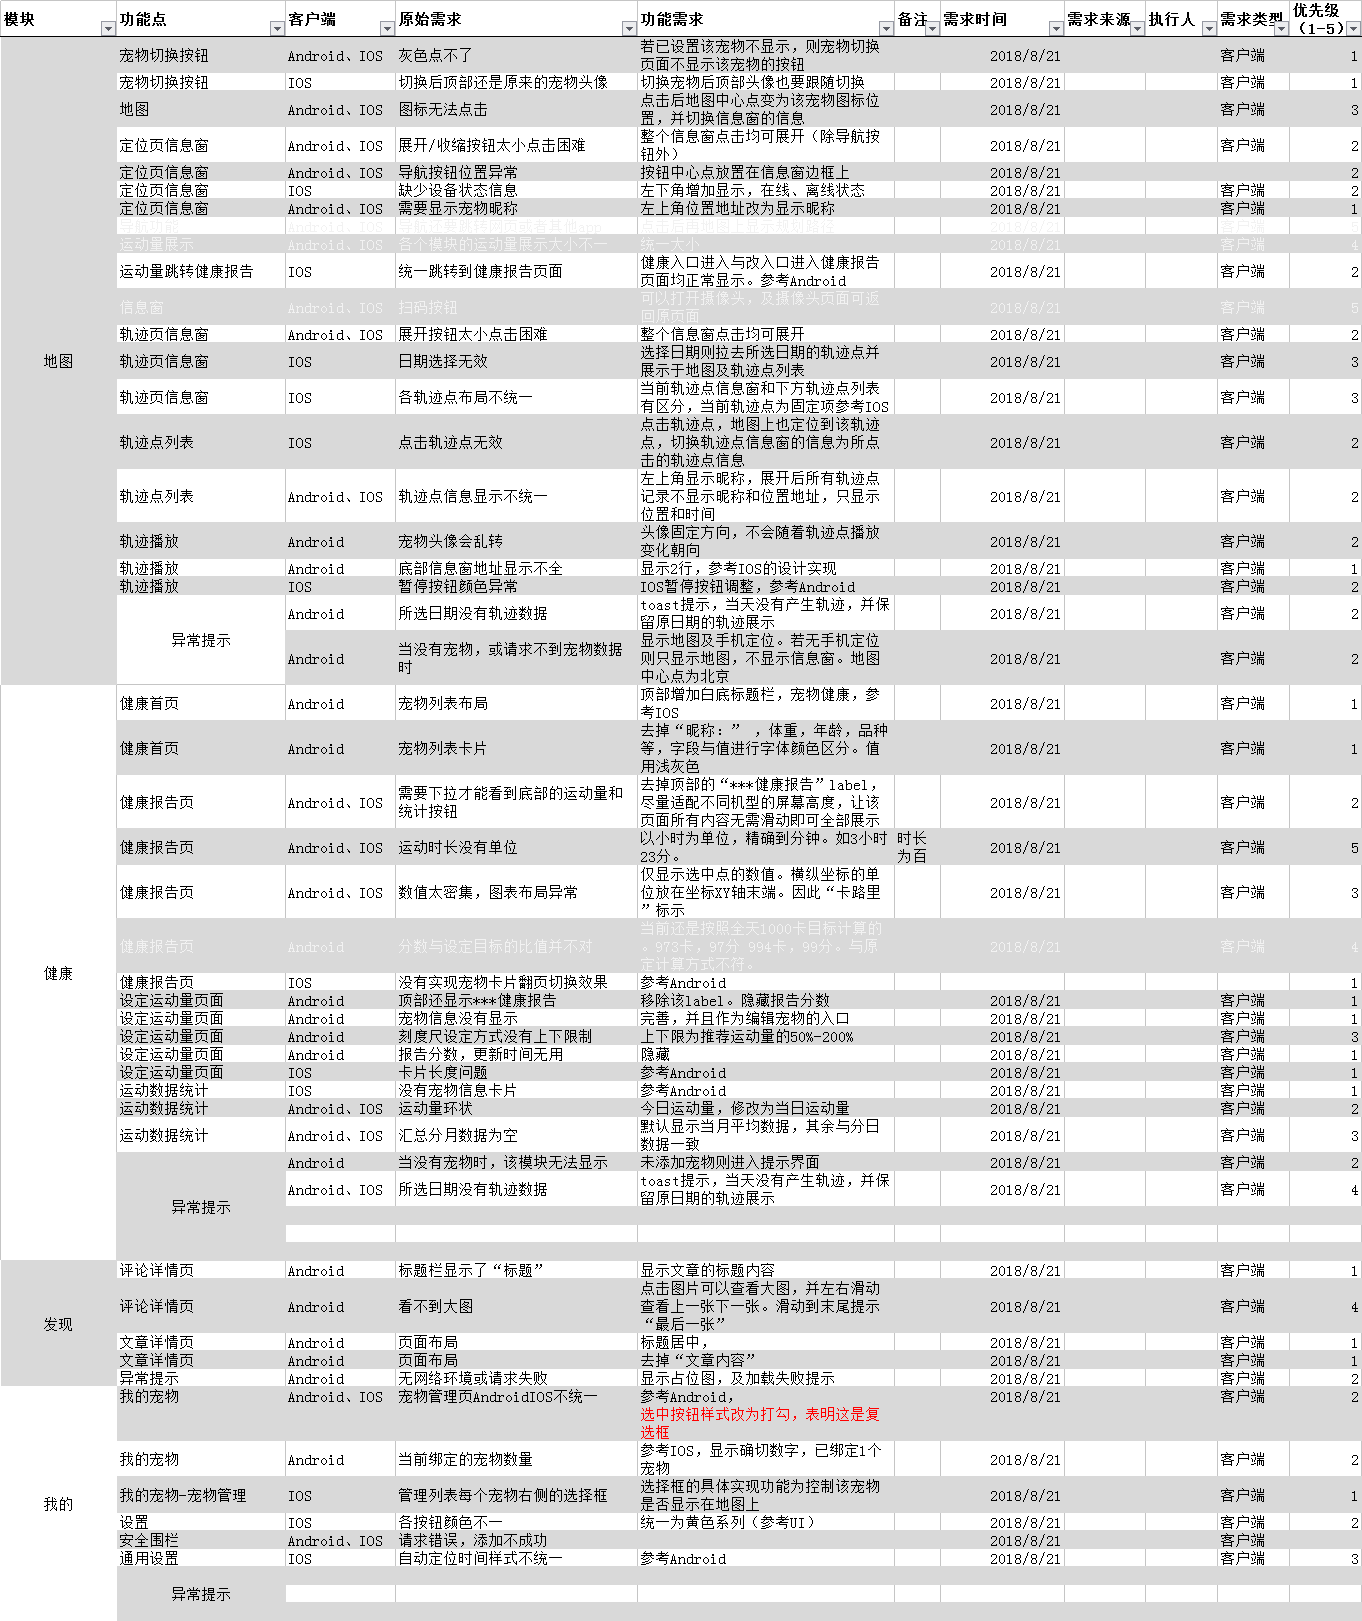 模块 功能点 客户端 原始需求 功能需求 备注 需求时间 需求来源 执行人 需求类型 优先级（1-5）
地图
宠物切换按钮 Android、IOS 灰色点不了 若已设置该宠物不显示，则宠物切换页面不显示该宠物的按钮 2018/8/21 客户端 1
宠物切换按钮 IOS 切换后顶部还是原来的宠物头像 切换宠物后顶部头像也要跟随切换 2018/8/21 客户端 1
地图 Android、IOS 图标无法点击 点击后地图中心点变为该宠物图标位置，并切换信息窗的信息 2018/8/21 客户端 3
定位页信息窗 Android、IOS 展开/收缩按钮太小点击困难 整个信息窗点击均可展开（除导航按钮外） 2018/8/21 客户端 2
定位页信息窗 Android、IOS 导航按钮位置异常 按钮中心点放置在信息窗边框上 2018/8/21 2
定位页信息窗 IOS 缺少设备状态信息 左下角增加显示，在线、离线状态 2018/8/21 客户端 2
定位页信息窗 Android、IOS 需要显示宠物昵称 左上角位置地址改为显示昵称 2018/8/21 客户端 1
导航功能 Android、IOS 导航还要跳转网页或者其他app 点击后再地图上显示规划路径 2018/8/21 客户端 5
运动量展示 Android、IOS 各个模块的运动量展示大小不一 统一大小 2018/8/21 客户端 4
运动量跳转健康报告 IOS 统一跳转到健康报告页面 健康入口进入与改入口进入健康报告页面均正常显示。参考Android 2018/8/21 客户端 2
信息窗 Android、IOS 扫码按钮 可以打开摄像头，及摄像头页面可返回原页面 2018/8/21 客户端 5
轨迹页信息窗 Android、IOS 展开按钮太小点击困难 整个信息窗点击均可展开 2018/8/21 客户端 2
轨迹页信息窗 IOS 日期选择无效 选择日期则拉去所选日期的轨迹点并展示于地图及轨迹点列表 2018/8/21 客户端 3
轨迹页信息窗 IOS 各轨迹点布局不统一 当前轨迹点信息窗和下方轨迹点列表有区分，当前轨迹点为固定项参考IOS 2018/8/21 客户端 3
轨迹点列表 IOS 点击轨迹点无效 点击轨迹点，地图上也定位到该轨迹点，切换轨迹点信息窗的信息为所点击的轨迹点信息 2018/8/21 客户端 2
轨迹点列表 Android、IOS 轨迹点信息显示不统一 左上角显示昵称，展开后所有轨迹点记录不显示昵称和位置地址，只显示位置和时间 2018/8/21 客户端 2
轨迹播放 Android 宠物头像会乱转 头像固定方向，不会随着轨迹点播放变化朝向 2018/8/21 客户端 2
轨迹播放 Android 底部信息窗地址显示不全 显示2行，参考IOS的设计实现 2018/8/21 客户端 1
轨迹播放 IOS 暂停按钮颜色异常 IOS暂停按钮调整，参考Android 2018/8/21 客户端 2
异常提示 Android 所选日期没有轨迹数据 toast提示，当天没有产生轨迹，并保留原日期的轨迹展示 2018/8/21 客户端 2
Android 当没有宠物，或请求不到宠物数据时 显示地图及手机定位。若无手机定位则只显示地图，不显示信息窗。地图中心点为北京 2018/8/21 客户端 2
健康
健康首页 Android 宠物列表布局 顶部增加白底标题栏，宠物健康，参考IOS 2018/8/21 客户端 1
健康首页 Android 宠物列表卡片 去掉“昵称：” ，体重，年龄，品种等，字段与值进行字体颜色区分。值用浅灰色 2018/8/21 客户端 1
健康报告页 Android、IOS 需要下拉才能看到底部的运动量和统计按钮 去掉顶部的“***健康报告”label，尽量适配不同机型的屏幕高度，让该页面所有内容无需滑动即可全部展示 2018/8/21 客户端 2
健康报告页 Android、IOS 运动时长没有单位 以小时为单位，精确到分钟。如3小时23分。 时长为百 2018/8/21 客户端 5
健康报告页 Android、IOS 数值太密集，图表布局异常 仅显示选中点的数值。横纵坐标的单位放在坐标XY轴末端。因此“卡路里”标示 2018/8/21 客户端 3
健康报告页 Android 分数与设定目标的比值并不对 当前还是按照全天1000卡目标计算的。973卡，97分 994卡，99分。与原定计算方式不符。 2018/8/21 客户端 4
健康报告页 IOS 没有实现宠物卡片翻页切换效果 参考Android 1
设定运动量页面 Android 顶部还显示***健康报告 移除该label。隐藏报告分数 2018/8/21 客户端 1
设定运动量页面 Android 宠物信息没有显示 完善，并且作为编辑宠物的入口 2018/8/21 客户端 1
设定运动量页面 Android 刻度尺设定方式没有上下限制 上下限为推荐运动量的50%-200% 2018/8/21 客户端 3
设定运动量页面 Android 报告分数，更新时间无用 隐藏 2018/8/21 客户端 1
设定运动量页面 IOS 卡片长度问题 参考Android 2018/8/21 客户端 1
运动数据统计 IOS 没有宠物信息卡片 参考Android 2018/8/21 客户端 1
运动数据统计 Android、IOS 运动量环状 今日运动量，修改为当日运动量 2018/8/21 客户端 2
运动数据统计 Android、IOS 汇总分月数据为空 默认显示当月平均数据，其余与分日数据一致 2018/8/21 客户端 3
异常提示 Android 当没有宠物时，该模块无法显示 未添加宠物则进入提示界面 2018/8/21 客户端 2
Android、IOS 所选日期没有轨迹数据 toast提示，当天没有产生轨迹，并保留原日期的轨迹展示 2018/8/21 客户端 4
发现
评论详情页 Android 标题栏显示了“标题” 显示文章的标题内容 2018/8/21 客户端 1
评论详情页 Android 看不到大图 点击图片可以查看大图，并左右滑动查看上一张下一张。滑动到末尾提示“最后一张” 2018/8/21 客户端 4
文章详情页 Android 页面布局 标题居中， 2018/8/21 客户端 1
文章详情页 Android 页面布局 去掉“文章内容” 2018/8/21 客户端 1
异常提示 Android 无网络环境或请求失败 显示占位图，及加载失败提示 2018/8/21 客户端 2
我的
我的宠物 Android、IOS 宠物管理页AndroidIOS不统一 参考Android，选中按钮样式改为打勾，表明这是复选框 2018/8/21 客户端 2
我的宠物 Android 当前绑定的宠物数量 参考IOS，显示确切数字，已绑定1个宠物 2018/8/21 客户端 2
我的宠物-宠物管理 IOS 管理列表每个宠物右侧的选择框 选择框的具体实现功能为控制该宠物是否显示在地图上 2018/8/21 客户端 1
设置 IOS 各按钮颜色不一 统一为黄色系列（参考UI） 2018/8/21 客户端 2
安全围栏 Android、IOS 请求错误，添加不成功 2018/8/21 客户端
通用设置 IOS 自动定位时间样式不统一 参考Android 2018/8/21 客户端 3
异常提示